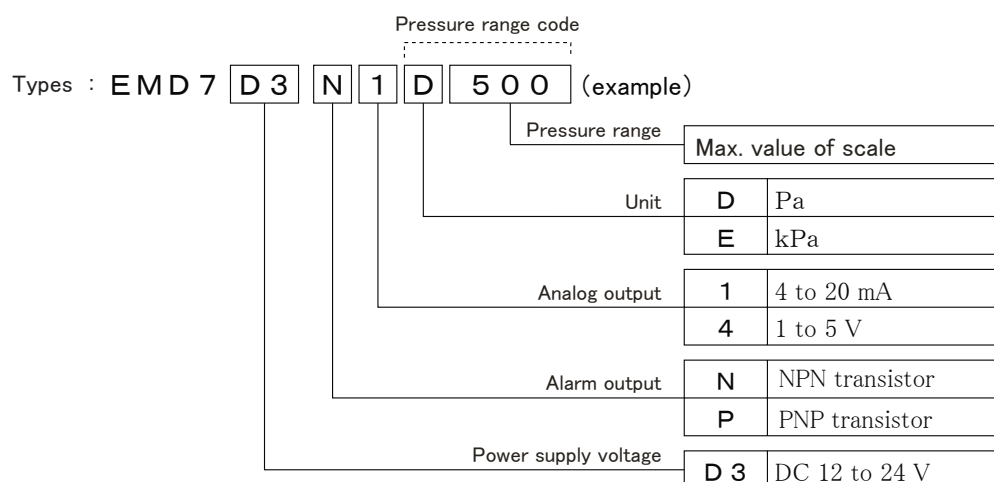 Pressure range code
Types : EMD7 D3 N 1 D 500 (example)
Pressure range
Max. value of scale
Unit
D Pa
E kPa
Analog output
1 4 to 20 mA
4 1 to 5 V
Alarm output
N NPN transistor
P PNP transistor
Power supply voltage
D3 DC 12 to 24 V